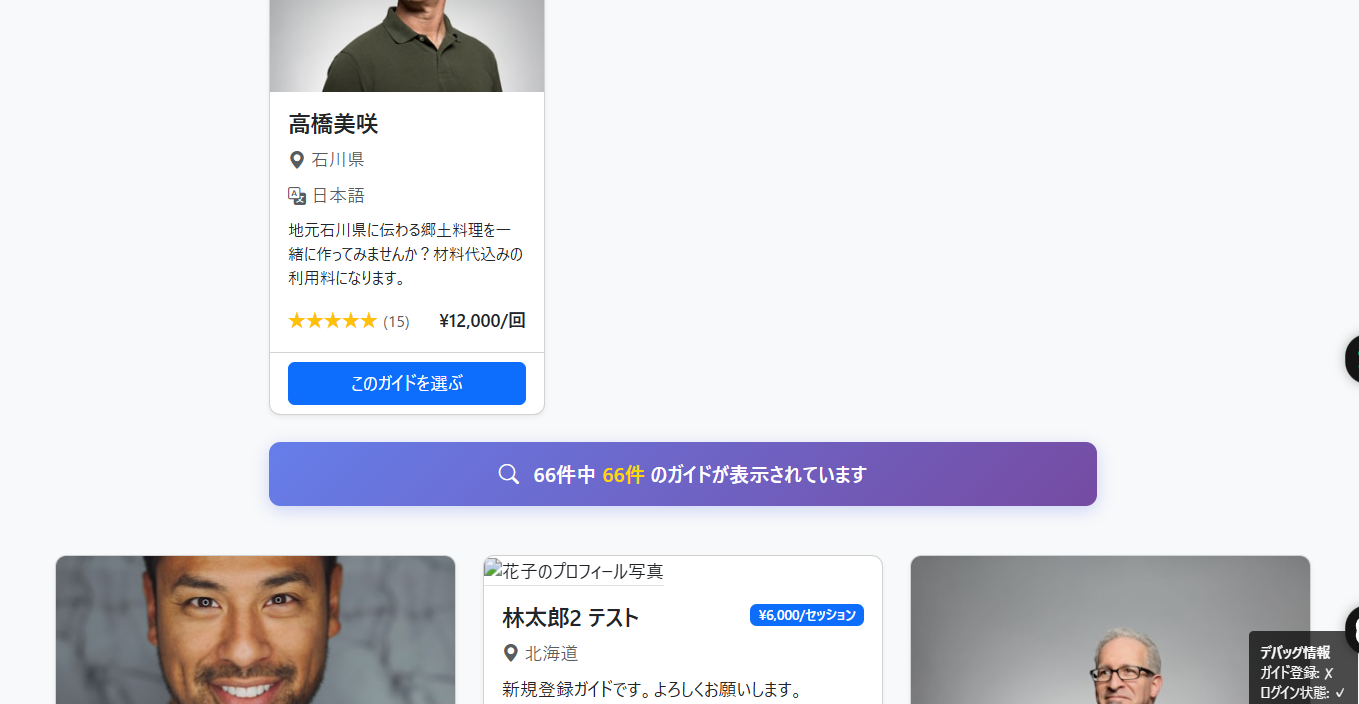 高橋美咲
石川県
日本語
地元石川県に伝わる郷土料理を一
緒に作ってみませんか？材料代込みの
利用料になります。
★★★★★ (15) ¥12,000/回
このガイドを選ぶ
66件中 66件 のガイドが表示されています
花子のプロフィール写真
林太郎2 テスト ¥6,000/セッション
北海道
新規登録ガイドです。よろしくお願いします。
デバッグ情報
ガイド登録: ✗
ログイン状態: ✓